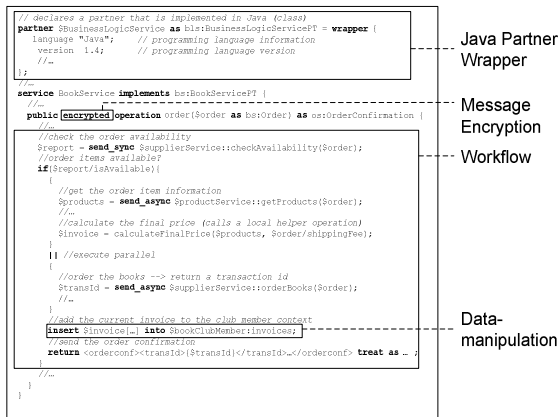 // declares a partner that is implemented in Java (class)
partner $BusinessLogicService as bls:BusinessLogicServicePT = wrapper {
language "Java"; // programming language information
version 1.4; // programming language version
//…
};
//…
service BookService implements bs:BookServicePT {
//…
public encrypted operation order($order as bs:Order) as os:OrderConfirmation {
//…
//check the order availability
$report = send_sync $supplierService::checkAvailability($order);
//order items available?
if($report/isAvailable){
{
//get the order item information
$products = send_async $productService::getProducts($order);
//…
//calculate the final price (calls a local helper operation)
$invoice = calculateFinalPrice($products, $order/shippingFee);
}
|| //execute parallel
{
//order the books --> return a transaction id
$transId = send_async $supplierService::orderBooks($order);
//…
}
//add the current invoice to the club member context
insert $invoice[…] into $bookClubMember::invoices;
//send the order confirmation
return <orderconf><transId>{$transId}</transId>…</orderconf> treat as … ;
}
//…
}
}
Java Partner
Wrapper
Message
Encryption
Workflow
Data-
manipulation